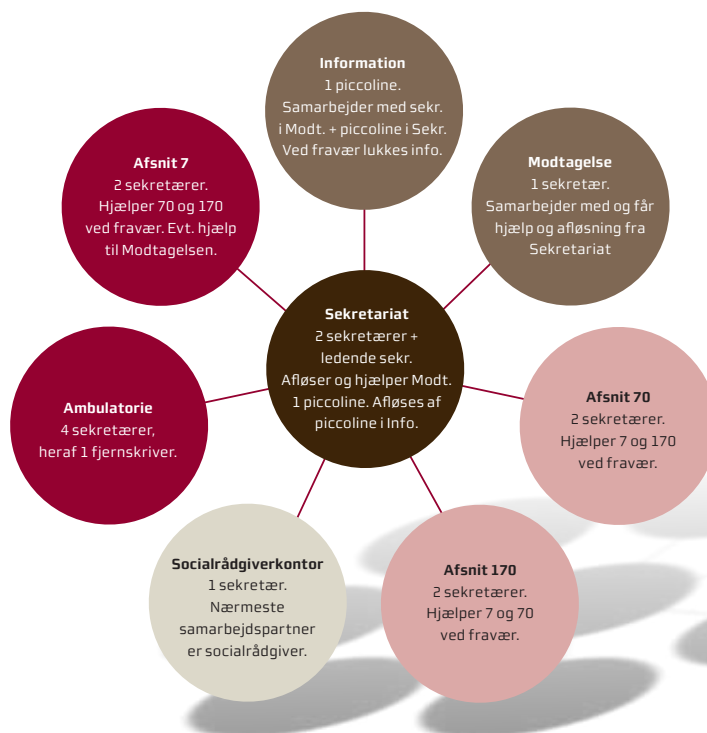 Information
1 piccoline.
Samarbejder med sekr.
i Modt. + piccoline i Sekr.
Ved fravær lukkes info.
Afsnit 7
2 sekretærer.
Hjælper 70 og 170
ved fravær. Evt. hjælp
til Modtagelsen.
Modtagelse
1 sekretær.
Samarbejder med og får
hjælp og afløsning fra
Sekretariat
Sekretariat
2 sekretærer +
ledende sekr.
Afløser og hjælper Modt.
1 piccoline. Afløses af
piccoline i Info.
Ambulatorie
4 sekretærer,
heraf 1 fjernskriver.
Afsnit 70
2 sekretærer.
Hjælper 7 og 170
ved fravær.
Socialrådgiverkontor
1 sekretær.
Nærmeste
samarbejdspartner
er socialrådgiver.
Afsnit 170
2 sekretærer.
Hjælper 7 og 70
ved fravær.